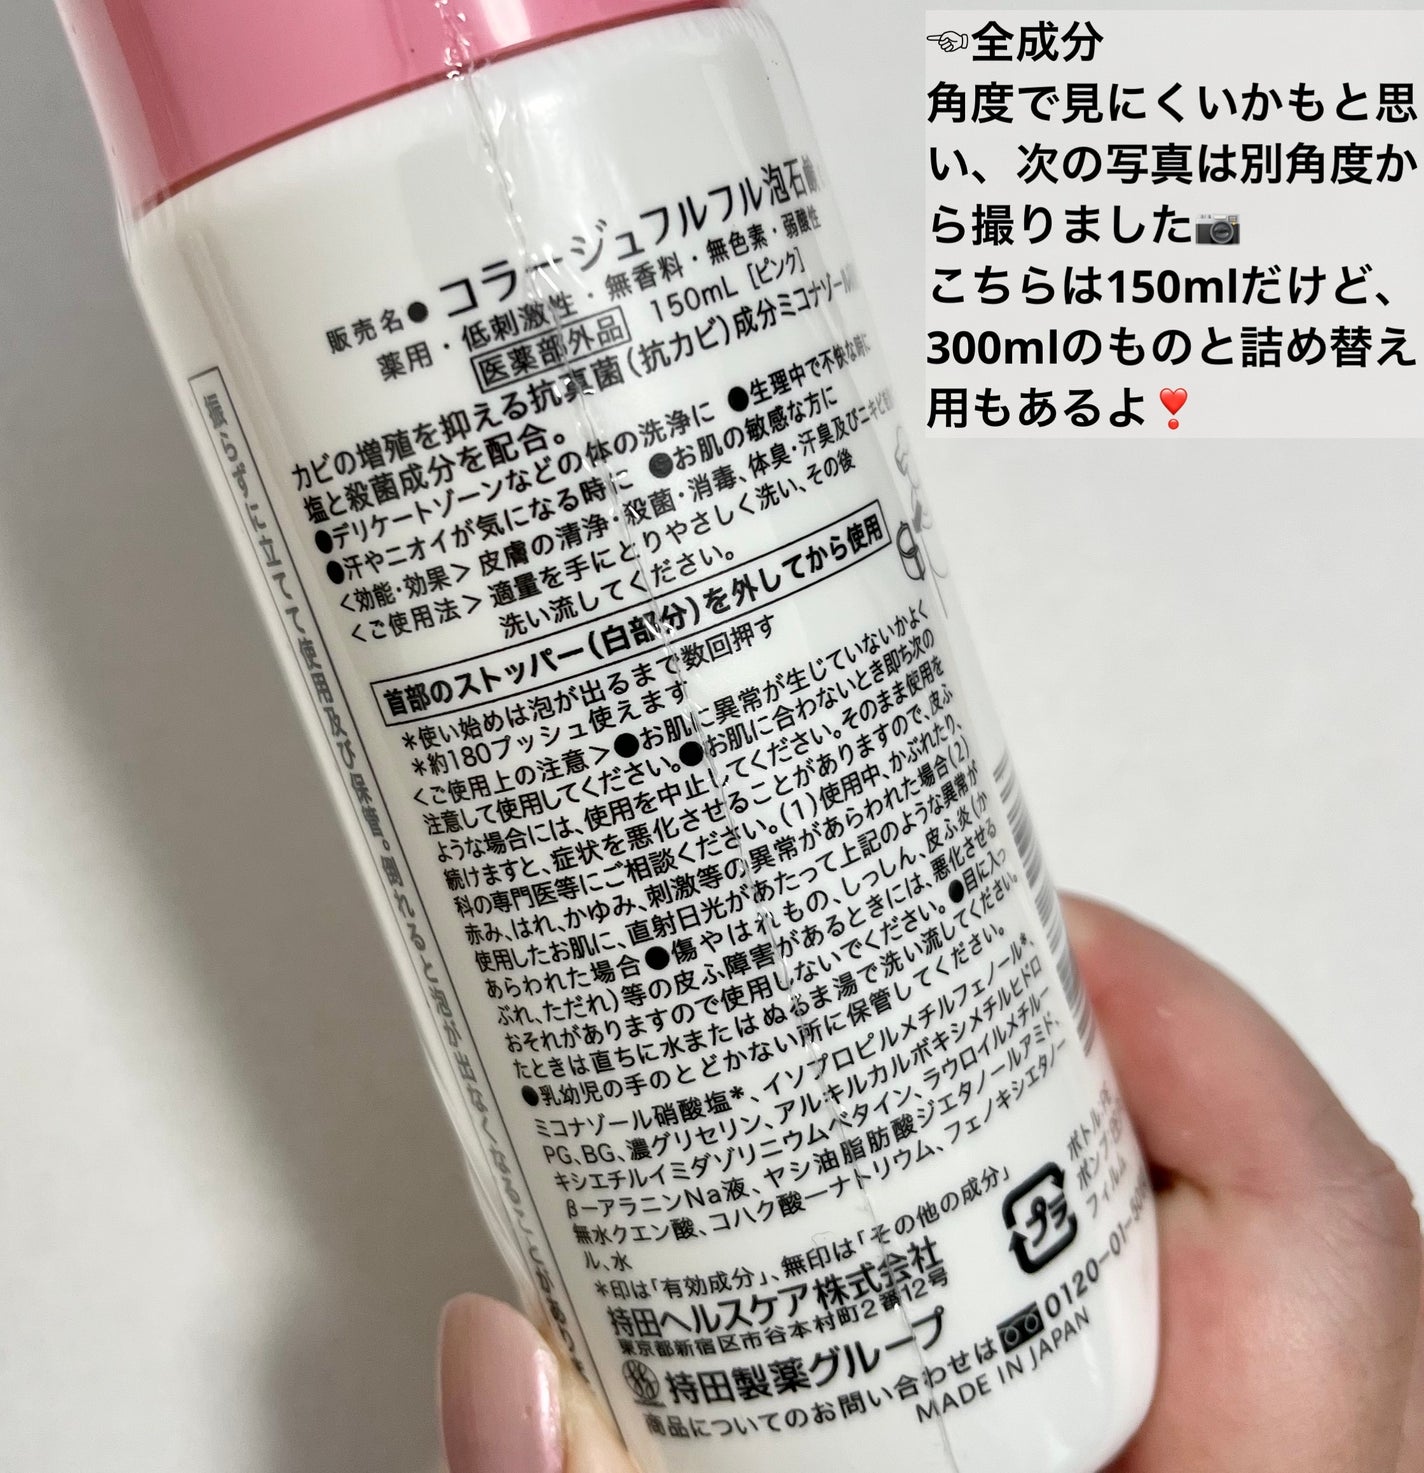 ☜全成分
角度で見にくいかもと思
い、次の写真は別角度か
ら撮りました📷
こちらは150mlだけど、
300mlのものと詰め替え
用もあるよ❣
販売名●コラージュフルフル泡石鹸
薬用・低刺激性・無香料・無色素・弱酸性
医薬部外品 150mL [ピンク]
カビの増殖を抑える抗真菌(抗カビ)成分ミコナゾール
塩と殺菌成分を配合。
●デリケートゾーンなどの体の洗浄に ●生理中で不快な時に
●汗やニオイが気になる時に ●お肌の敏感な方に
<効能・効果>皮膚の清浄・殺菌・消毒、体臭・汗臭及びニキビ
<ご使用法>適量を手にとりやさしく洗い、その後
洗い流してください。
首部のストッパー(白部分)を外してから使用
*使い始めは泡が出るまで数回押す
*約180プッシュ使えます
<ご使用上の注意>●お肌に異常が生じていないかよく
注意して使用してください。●お肌に合わないとき即ち次の
ような場合には、使用を中止してください。そのまま使用を
続けますと、症状を悪化させることがありますので、皮ふ
科の専門医等にご相談ください。(1)使用中、かぶれたり、
赤み、はれ、かゆみ、刺激等の異常があらわれた場合(2)
使用したお肌に、直射日光があたって上記のような異常が
あらわれた場合●傷やはれもの、しっしん、皮ふ炎(か
ぶれ、ただれ)等の皮ふ障害があるときには、悪化させる
おそれがありますので使用しないでください。●目に入っ
たときは直ちに水またはぬるま湯で洗い流してください。
●乳幼児の手のとどかない所に保管してください。
ミコナゾール硝酸塩*、イソプロピルメチルフェノール*、
PG、BG、濃グリセリン、アルキルカルボキシメチルヒドロ
キシエチルイミダゾリニウムベタイン、ラウロイルメチル-
β-アラニンNa液、ヤシ油脂肪酸ジエタノールアミド、
無水クエン酸、コハク酸一ナトリウム、フェノキシエタノー
ル、水
*印は「有効成分」、無印は「その他の成分」
持田ヘルスケア株式会社
東京都新宿区市谷本村町2番12号
持田製薬グループ
商品についてのお問い合わせは 0120-01-
MADE IN JAPAN
プラ
ボトル:
ポンプ
フィルム